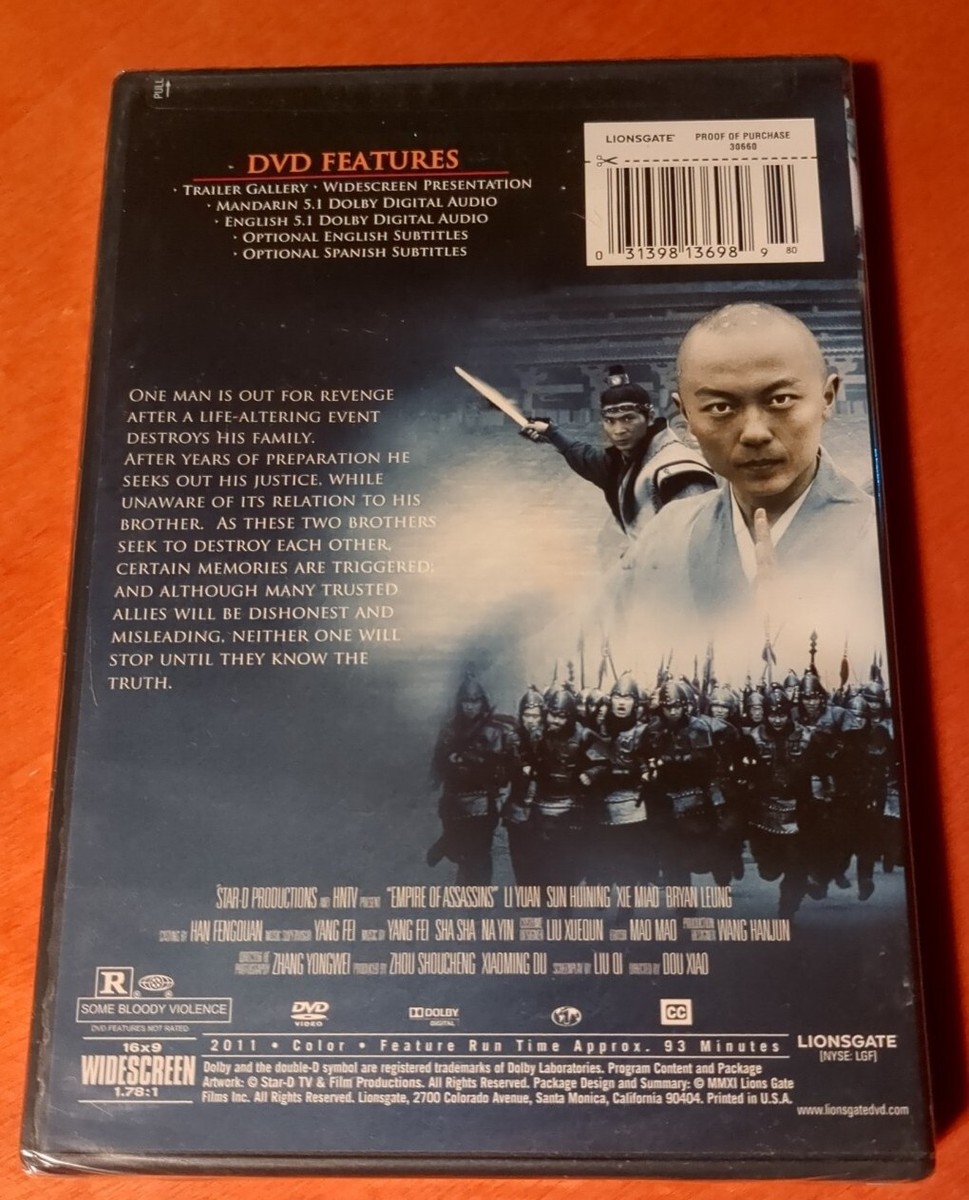 PULL
LIONSGATE PROOF OF PURCHASE
30660
0 31398 13698 9 80
DVD FEATURES
· TRAILER GALLERY · WIDESCREEN PRESENTATION
· MANDARIN 5.1 DOLBY DIGITAL AUDIO
· ENGLISH 5.1 DOLBY DIGITAL AUDIO
· OPTIONAL ENGLISH SUBTITLES
· OPTIONAL SPANISH SUBTITLES
ONE MAN IS OUT FOR REVENGE
AFTER A LIFE-ALTERING EVENT
DESTROYS HIS FAMILY.
AFTER YEARS OF PREPARATION HE
SEEKS OUT HIS JUSTICE, WHILE
UNAWARE OF ITS RELATION TO HIS
BROTHER. AS THESE TWO BROTHERS
SEEK TO DESTROY EACH OTHER,
CERTAIN MEMORIES ARE TRIGGERED;
AND ALTHOUGH MANY TRUSTED
ALLIES WILL BE DISHONEST AND
MISLEADING, NEITHER ONE WILL
STOP UNTIL THEY KNOW THE
TRUTH.
STAR-D PRODUCTIONS AND HNTV PRESENT "EMPIRE OF ASSASSINS" LI YUAN SUN HUINING XIE MIAO BRYAN LEUNG
CASTING BY HAN FENGQUAN MUSIC SUPERVISOR YANG FEI MUSIC BY YANG FEI SHA SHA NA YIN COSTUME DESIGNER LIU XUEQUN EDITOR MAO MAO PRODUCTION DESIGNER WANG HANJUN
DIRECTOR OF PHOTOGRAPHY ZHANG YONGWEI PRODUCED BY ZHOU SHOUCHENG XIAOMING DU SCREENPLAY BY LIU QI DIRECTED BY DOU XIAO
R
SOME BLOODY VIOLENCE
DVD FEATURES NOT RATED
DVD VIDEO
DOLBY DIGITAL
1
CC
16x9
WIDESCREEN
1.78:1
2011 • Color • Feature Run Time Approx. 93 Minutes
Dolby and the double-D symbol are registered trademarks of Dolby Laboratories. Program Content and Package
Artwork: © Star-D TV & Film Productions. All Rights Reserved. Package Design and Summary: © MMXI Lions Gate
Films Inc. All Rights Reserved. Lionsgate, 2700 Colorado Avenue, Santa Monica, California 90404. Printed in U.S.A.
LIONSGATE
[NYSE: LGF]
www.lionsgatedvd.com